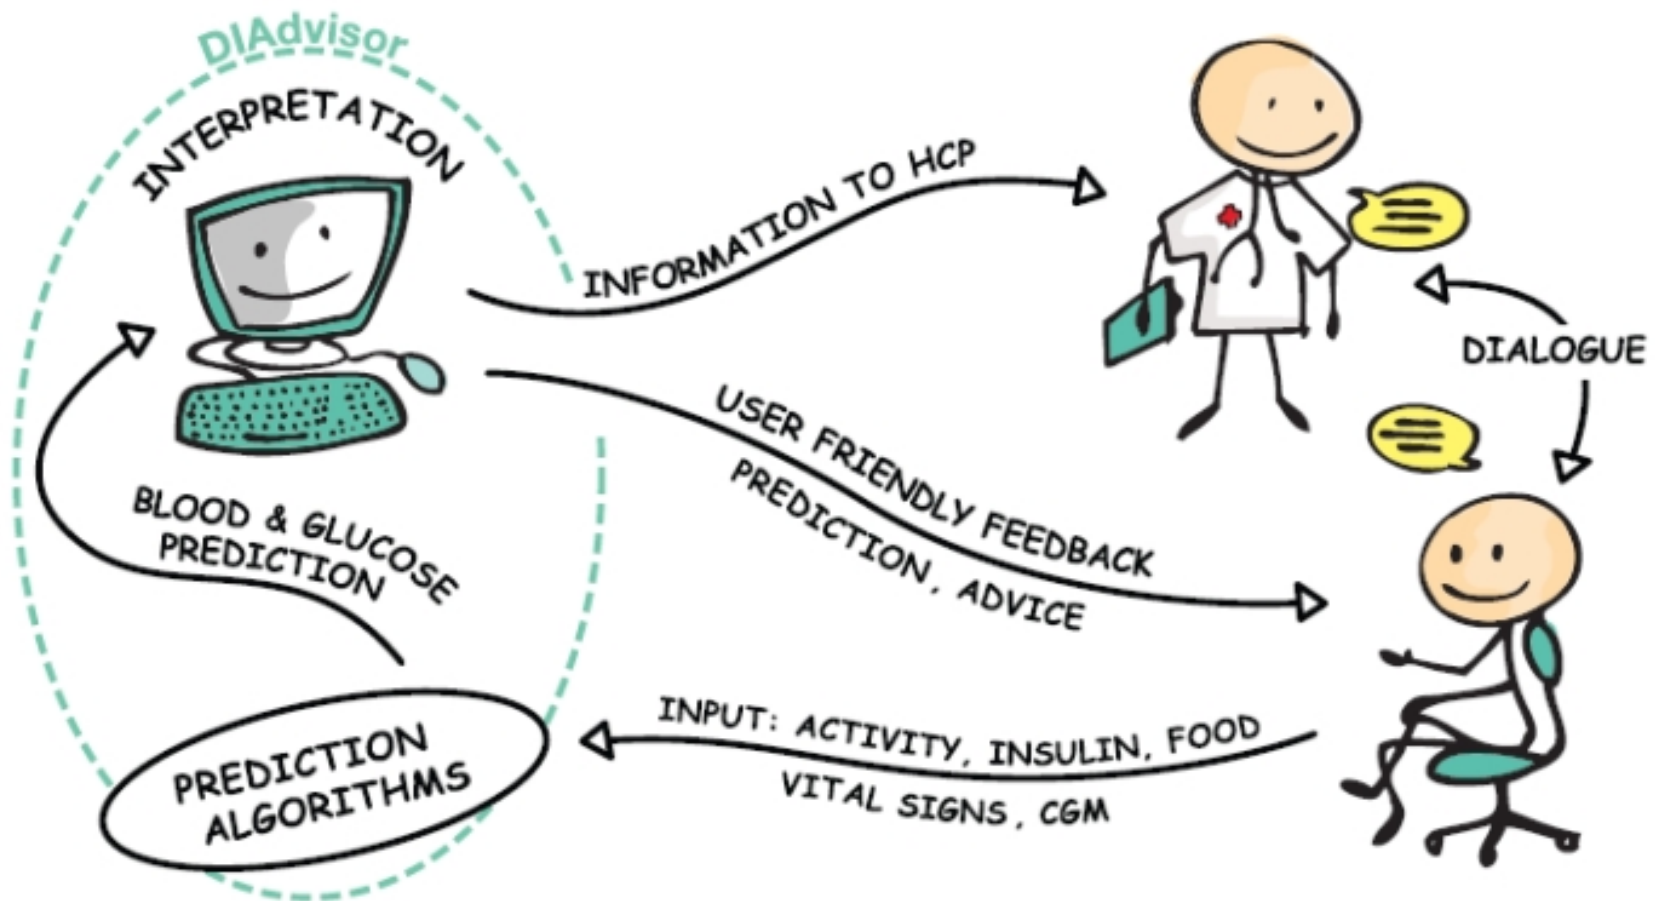 DIAdvisor
INTERPRETATION
INFORMATION TO HCP
DIALOGUE
USER FRIENDLY FEEDBACK
PREDICTION, ADVICE
BLOOD & GLUCOSE
PREDICTION
INPUT: ACTIVITY, INSULIN, FOOD
VITAL SIGNS, CGM
PREDICTION
ALGORITHMS